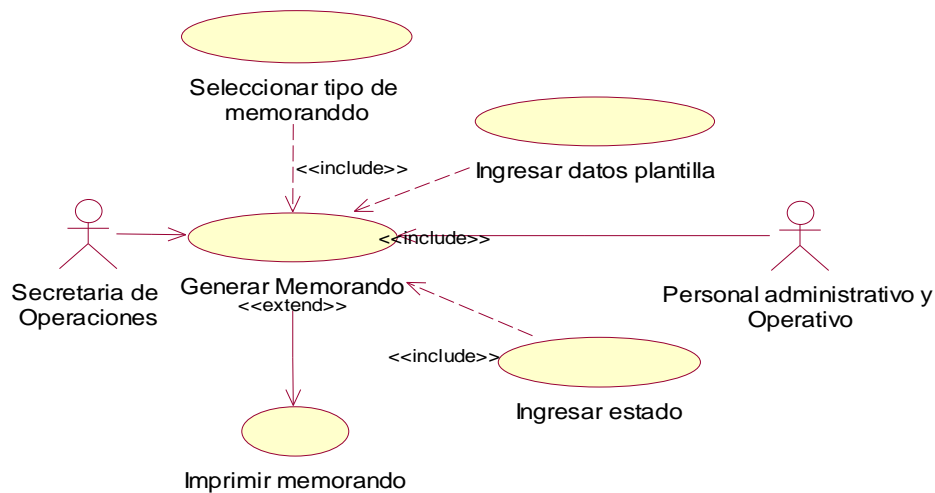 Seleccionar tipo de
memoranddo
<<include>>
Ingresar datos plantilla
<<include>>
Secretaria de
Operaciones
Generar Memorando
<<extend>>
Personal administrativo y
Operativo
<<include>>
Ingresar estado
Imprimir memorando